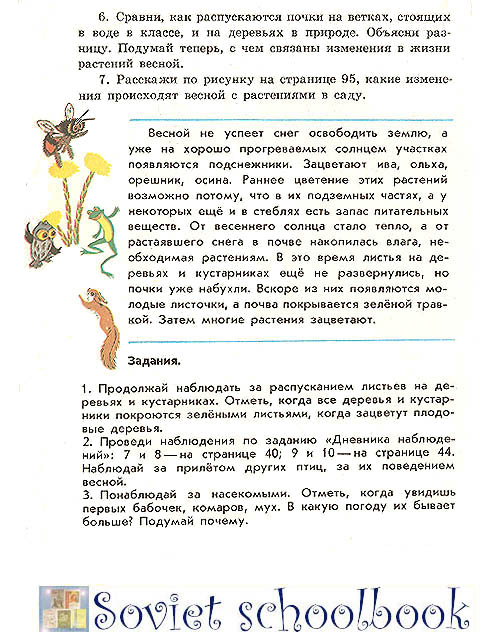 6. Сравни, как распускаются почки на ветках, стоящих
в воде в классе, и на деревьях в природе. Объясни раз-
ницу. Подумай теперь, с чем связаны изменения в жизни
растений весной.
7. Расскажи по рисунку на странице 95, какие измене-
ния происходят весной с растениями в саду.
Весной не успеет снег освободить землю, а
уже на хорошо прогреваемых солнцем участках
появляются подснежники. Зацветают ива, ольха,
орешник, осина. Раннее цветение этих растений
возможно потому, что в их подземных частях, а у
некоторых ещё и в стеблях есть запас питательных
веществ. От весеннего солнца стало тепло, а от
растаявшего снега в почве накопилась влага, не-
обходимая растениям. В это время листья на де-
ревьях и кустарниках ещё не развернулись, но
почки уже набухли. Вскоре из них появляются мо-
лодые листочки, а почва покрывается зелёной трав-
кой. Затем многие растения зацветают.
Задания.
1. Продолжай наблюдать за распусканием листьев на де-
ревьях и кустарниках. Отметь, когда все деревья и кустар-
ники покроются зелёными листьями, когда зацветут плодо-
вые деревья.
2. Проведи наблюдения по заданию «Дневника наблюде-
ний»: 7 и 8 — на странице 40; 9 и 10 — на странице 44.
Наблюдай за прилётом других птиц, за их поведением
весной.
3. Понаблюдай за насекомыми. Отметь, когда увидишь
первых бабочек, комаров, мух. В какую погоду их бывает
больше? Подумай почему.
Soviet schoolbook